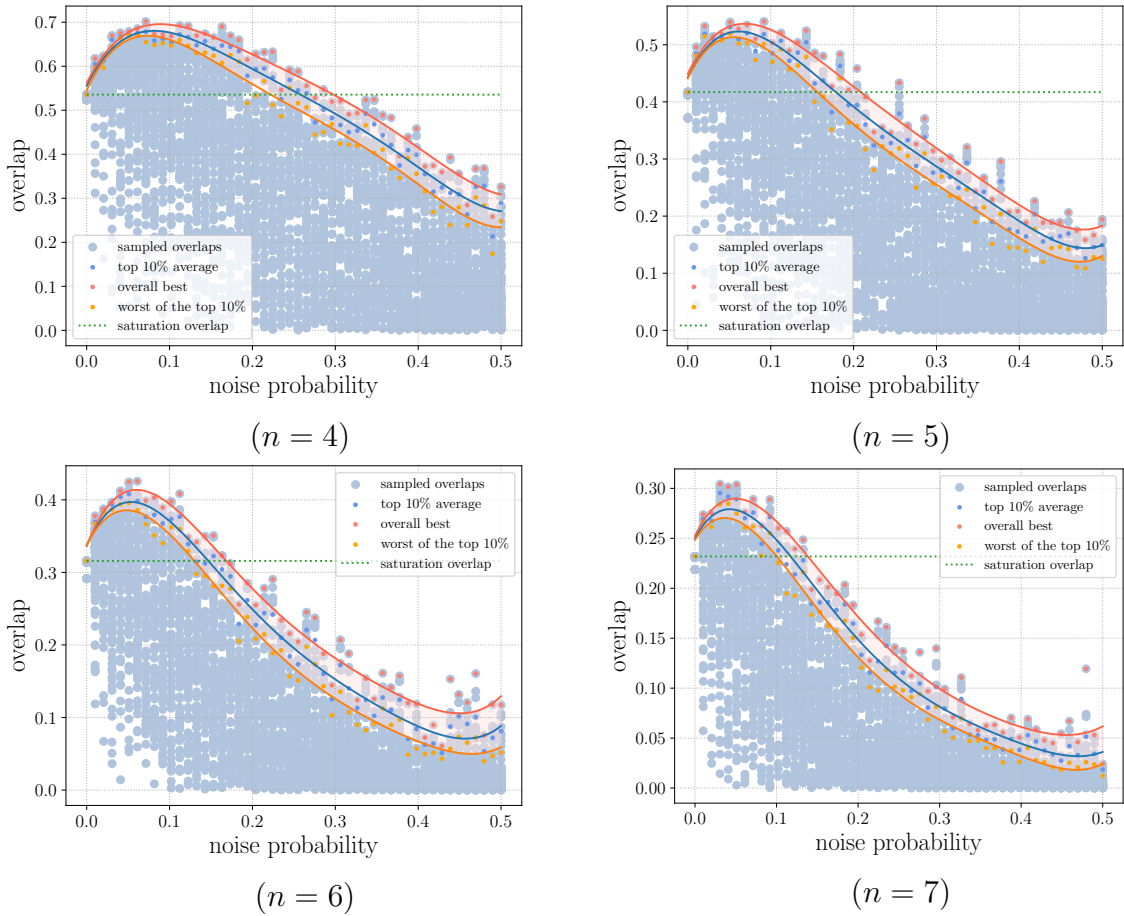 0.7
0.6
0.5
0.4
0.3
0.2
0.1
0.0
overlap
sampled overlaps
top 10% average
overall best
worst of the top 10%
saturation overlap
0.0 0.1 0.2 0.3 0.4 0.5
noise probability
(n = 4)
0.5
0.4
0.3
0.2
0.1
0.0
overlap
sampled overlaps
top 10% average
overall best
worst of the top 10%
saturation overlap
0.0 0.1 0.2 0.3 0.4 0.5
noise probability
(n = 5)
0.4
0.3
0.2
0.1
0.0
overlap
sampled overlaps
top 10% average
overall best
worst of the top 10%
saturation overlap
0.0 0.1 0.2 0.3 0.4 0.5
noise probability
(n = 6)
0.30
0.25
0.20
0.15
0.10
0.05
0.00
overlap
sampled overlaps
top 10% average
overall best
worst of the top 10%
saturation overlap
0.0 0.1 0.2 0.3 0.4 0.5
noise probability
(n = 7)